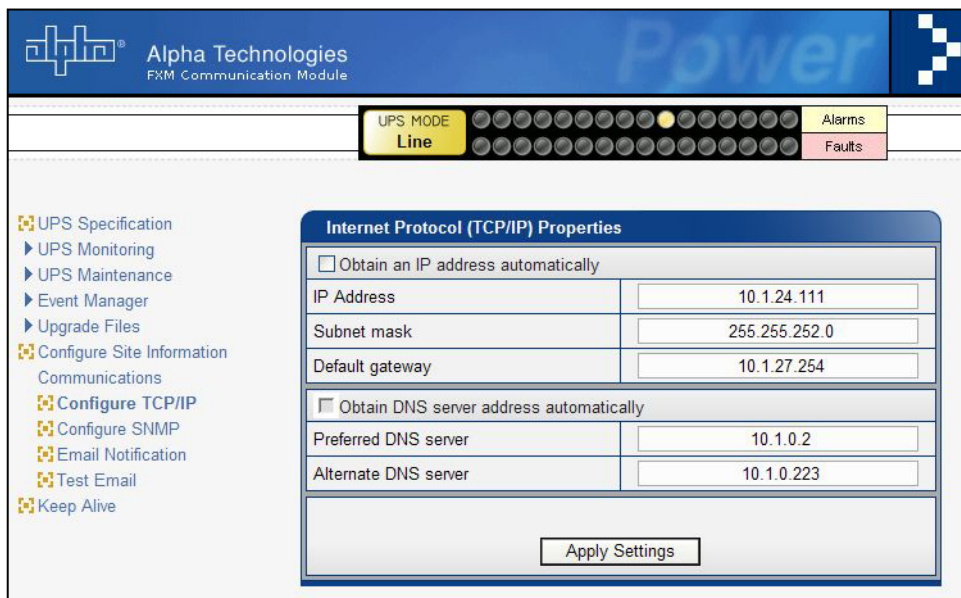 alpha®
Alpha Technologies
FXM Communication Module
Power
UPS MODE
Line
Alarms
Faults
UPS Specification
UPS Monitoring
UPS Maintenance
Event Manager
Upgrade Files
Configure Site Information
Communications
Configure TCP/IP
Configure SNMP
Email Notification
Test Email
Keep Alive
Internet Protocol (TCP/IP) Properties
Obtain an IP address automatically
IP Address 10.1.24.111
Subnet mask 255.255.252.0
Default gateway 10.1.27.254
Obtain DNS server address automatically
Preferred DNS server 10.1.0.2
Alternate DNS server 10.1.0.223
Apply Settings